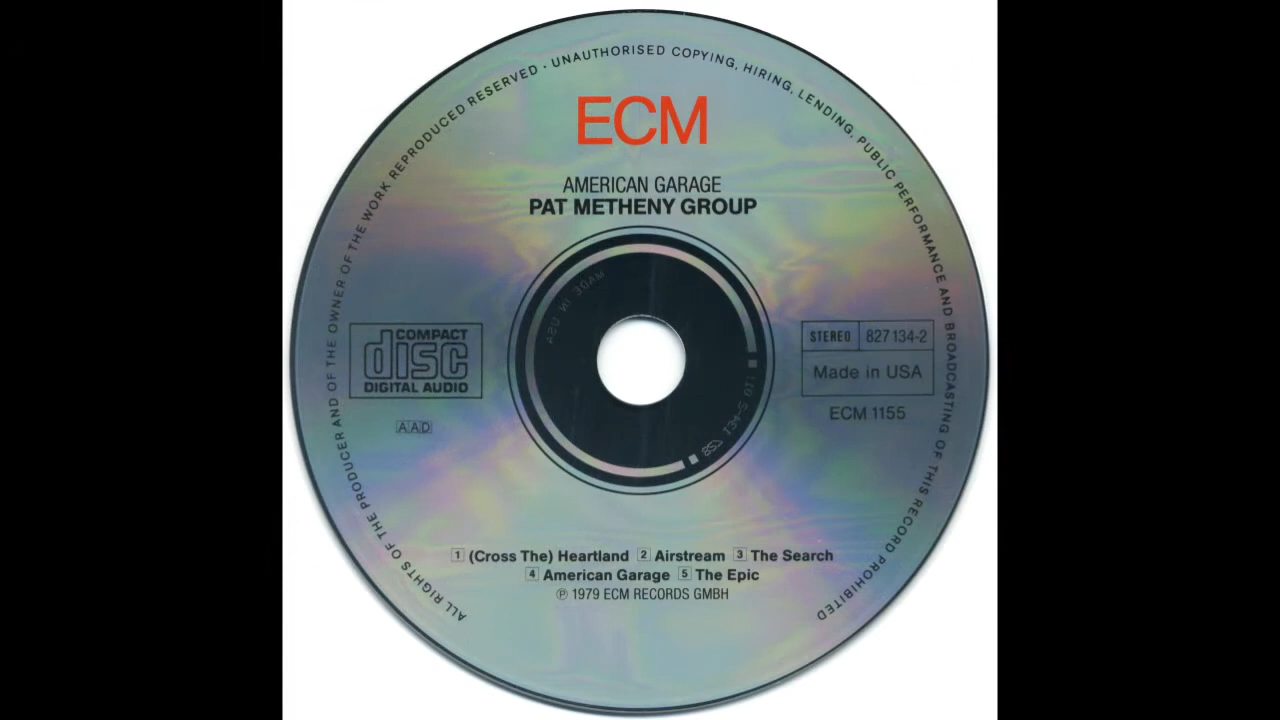 ALL RIGHTS OF THE PRODUCER AND OF THE OWNER OF THE WORK REPRODUCED RESERVED · UNAUTHORISED COPYING, HIRING, LENDING, PUBLIC PERFORMANCE AND BROADCASTING OF THIS RECORD PROHIBITED
ECM
AMERICAN GARAGE
PAT METHENY GROUP
MADE IN USA
COMPACT
disc
DIGITAL AUDIO
AAD
STEREO 827 134-2
Made in USA
ECM 1155
1 (Cross The) Heartland 2 Airstream 3 The Search
4 American Garage 5 The Epic
℗ 1979 ECM RECORDS GMBH